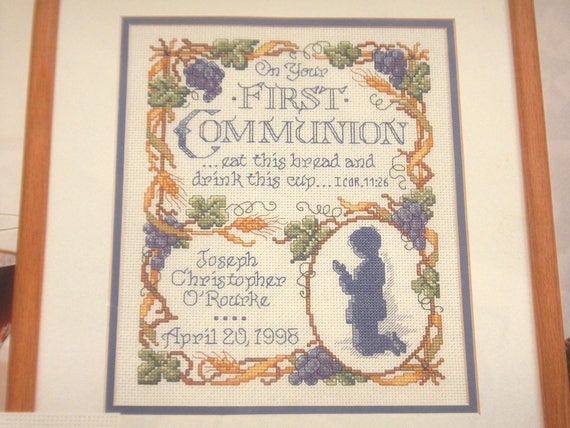 On Your
·FIRST·
COMMUNION
...eat this bread and
drink this cup... I COR. 11:26
Joseph
Christopher
O'Rourke
....
April 20, 1998